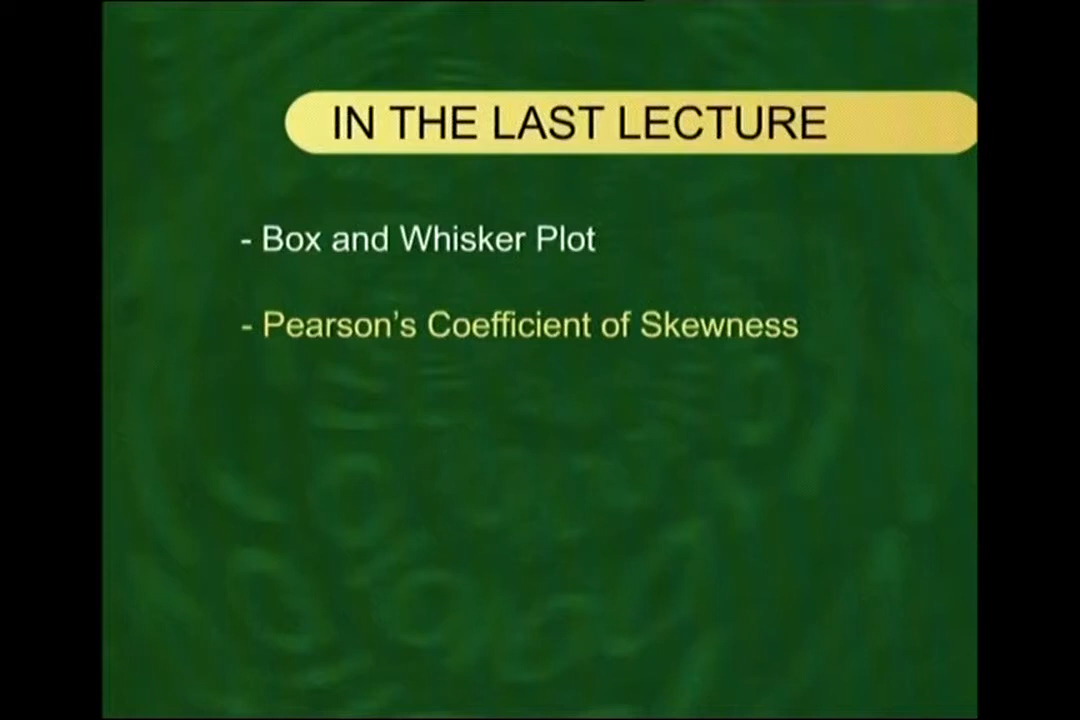 IN THE LAST LECTURE
- Box and Whisker Plot
- Pearson’s Coefficient of Skewness